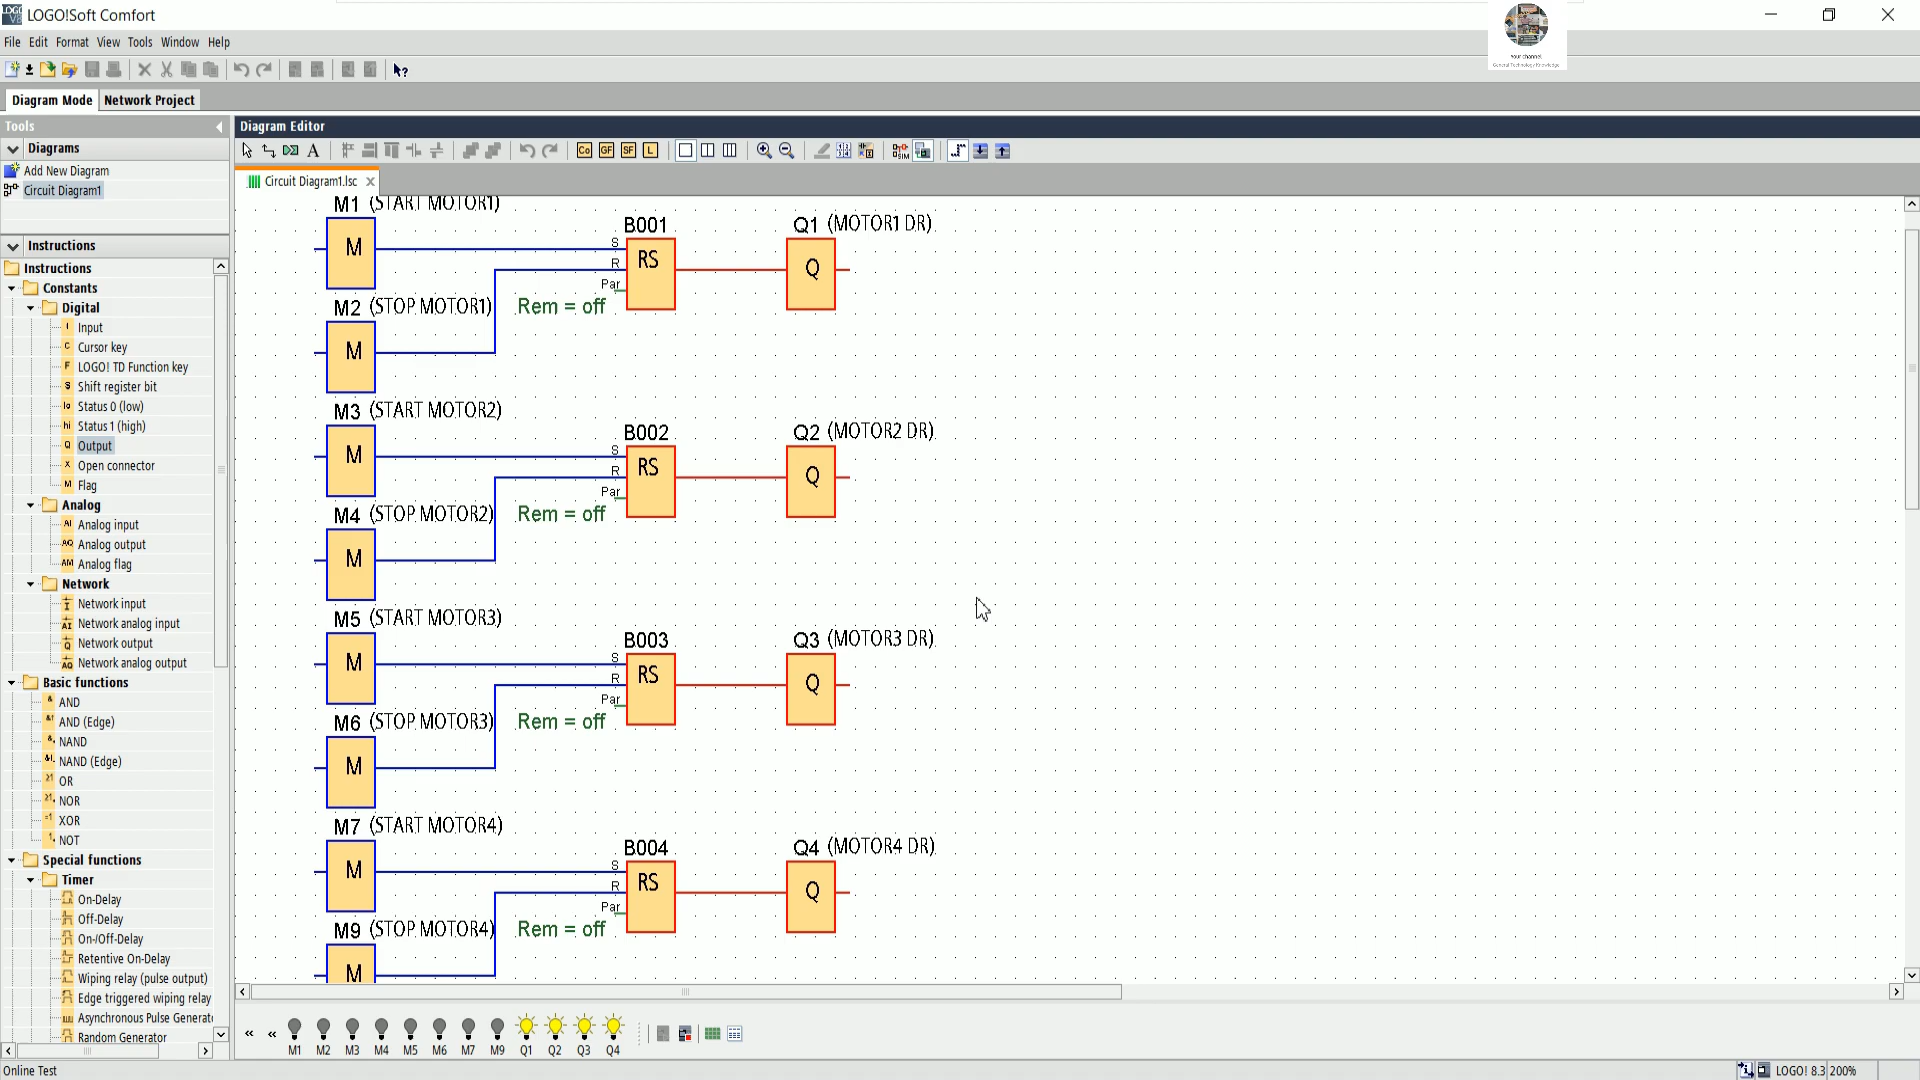 LOGO!Soft Comfort
File Edit Format View Tools Window Help
Your channel
General Technology Knowledge
Diagram Mode Network Project
Tools
Diagram Editor
Diagrams
Add New Diagram
Circuit Diagram1
Circuit Diagram1.lsc
Instructions
Instructions
Constants
Digital
Input
Cursor key
LOGO! TD Function key
Shift register bit
Status 0 (low)
Status 1 (high)
Output
Open connector
Flag
Analog
Analog input
Analog output
Analog flag
Network
Network input
Network analog input
Network output
Network analog output
Basic functions
AND
AND (Edge)
NAND
NAND (Edge)
OR
NOR
XOR
NOT
Special functions
Timer
On-Delay
Off-Delay
On-/Off-Delay
Retentive On-Delay
Wiping relay (pulse output)
Edge triggered wiping relay
Asynchronous Pulse Generat
Random Generator
M1 (START MOTOR1)
M
B001
S
R
Par
RS
Q1 (MOTOR1 DR)
Q
M2 (STOP MOTOR1) Rem = off
M
M3 (START MOTOR2)
M
B002
S
R
Par
RS
Q2 (MOTOR2 DR)
Q
M4 (STOP MOTOR2) Rem = off
M
M5 (START MOTOR3)
M
B003
S
R
Par
RS
Q3 (MOTOR3 DR)
Q
M6 (STOP MOTOR3) Rem = off
M
M7 (START MOTOR4)
M
B004
S
R
Par
RS
Q4 (MOTOR4 DR)
Q
M9 (STOP MOTOR4) Rem = off
M
M1 M2 M3 M4 M5 M6 M7 M9 Q1 Q2 Q3 Q4
Online Test
LOGO! 8.3 200%